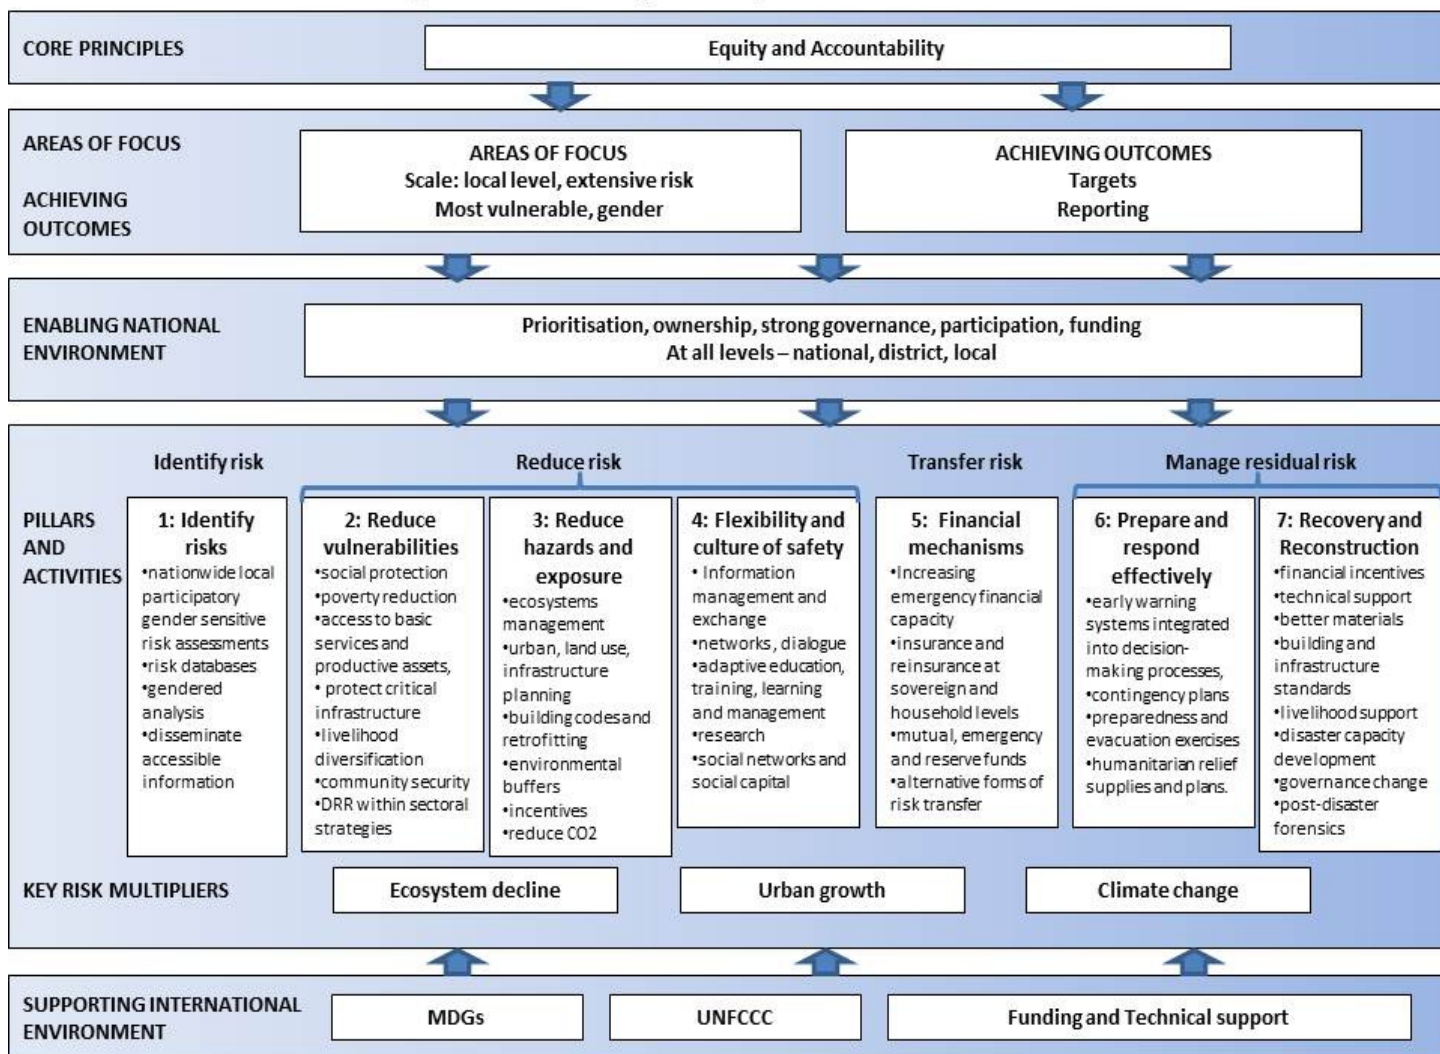 CORE PRINCIPLES
Equity and Accountability
AREAS OF FOCUS
ACHIEVING
OUTCOMES
AREAS OF FOCUS
Scale: local level, extensive risk
Most vulnerable, gender
ACHIEVING OUTCOMES
Targets
Reporting
ENABLING NATIONAL
ENVIRONMENT
Prioritisation, ownership, strong governance, participation, funding
At all levels – national, district, local
Identify risk
Reduce risk
Transfer risk
Manage residual risk
PILLARS
AND
ACTIVITIES
1: Identify
risks
•nationwide local
participatory
gender sensitive
risk assessments
•risk databases
•gendered
analysis
•disseminate
accessible
information
2: Reduce
vulnerabilities
•social protection
•poverty reduction
•access to basic
services and
productive assets,
• protect critical
infrastructure
•livelihood
diversification
•community security
•DRR within sectoral
strategies
3: Reduce
hazards and
exposure
•ecosystems
management
•urban, land use,
infrastructure
planning
•building codes and
retrofitting
•environmental
buffers
•incentives
•reduce CO2
4: Flexibility and
culture of safety
• Information
management and
exchange
•networks, dialogue
•adaptive education,
training, learning
and management
•research
•social networks and
social capital
5: Financial
mechanisms
•Increasing
emergency financial
capacity
•insurance and
reinsurance at
sovereign and
household levels
•mutual, emergency
and reserve funds
•alternative forms of
risk transfer
6: Prepare and
respond
effectively
•early warning
systems integrated
into decision-
making processes,
•contingency plans
•preparedness and
evacuation exercises
•humanitarian relief
supplies and plans.
7: Recovery and
Reconstruction
•financial incentives
•technical support
•better materials
•building and
infrastructure
standards
•livelihood support
•disaster capacity
development
•governance change
•post-disaster
forensics
KEY RISK MULTIPLIERS
Ecosystem decline
Urban growth
Climate change
SUPPORTING INTERNATIONAL
ENVIRONMENT
MDGs
UNFCCC
Funding and Technical support